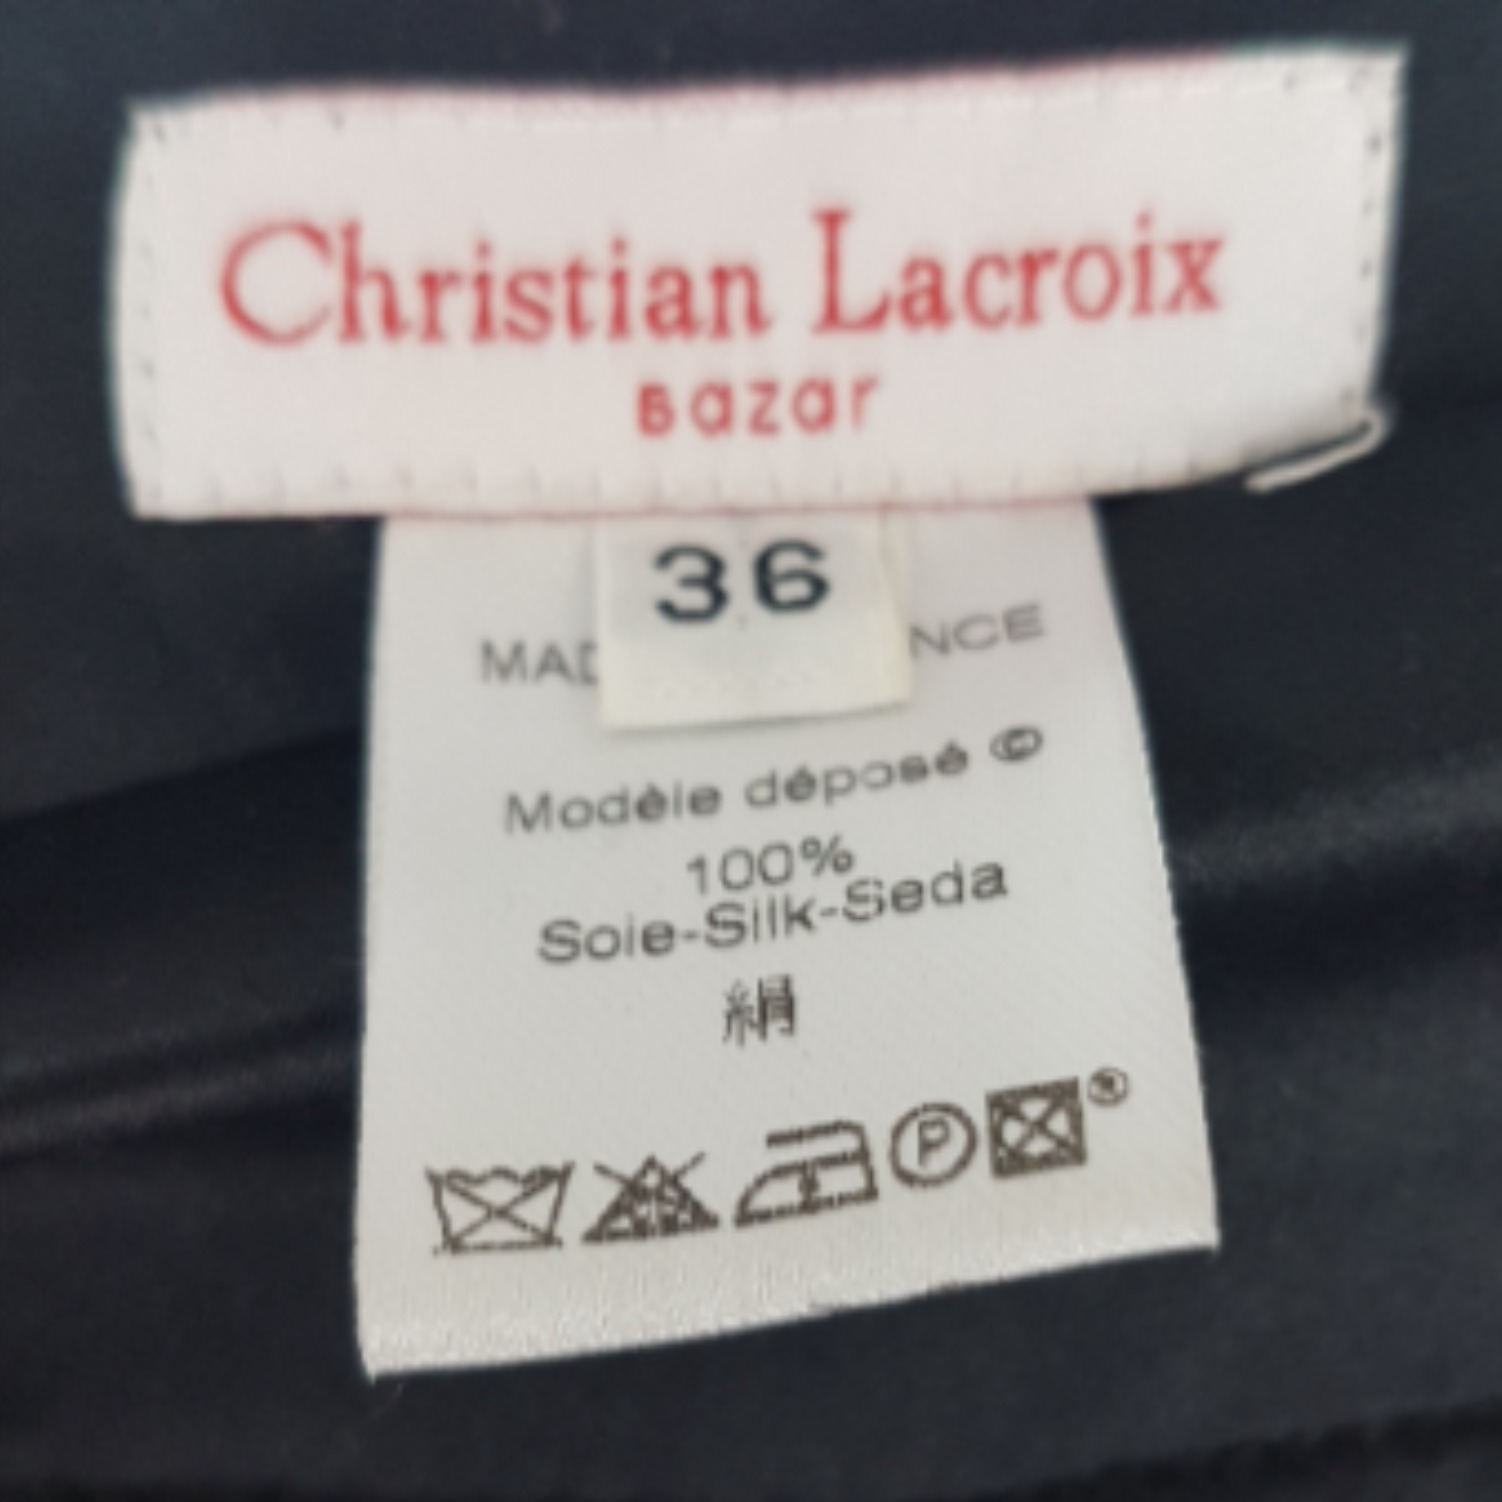 Christian Lacroix
Bazar
36
MAD NCE
Modèle déposé ©
100%
Soie-Silk-Seda
絹
P